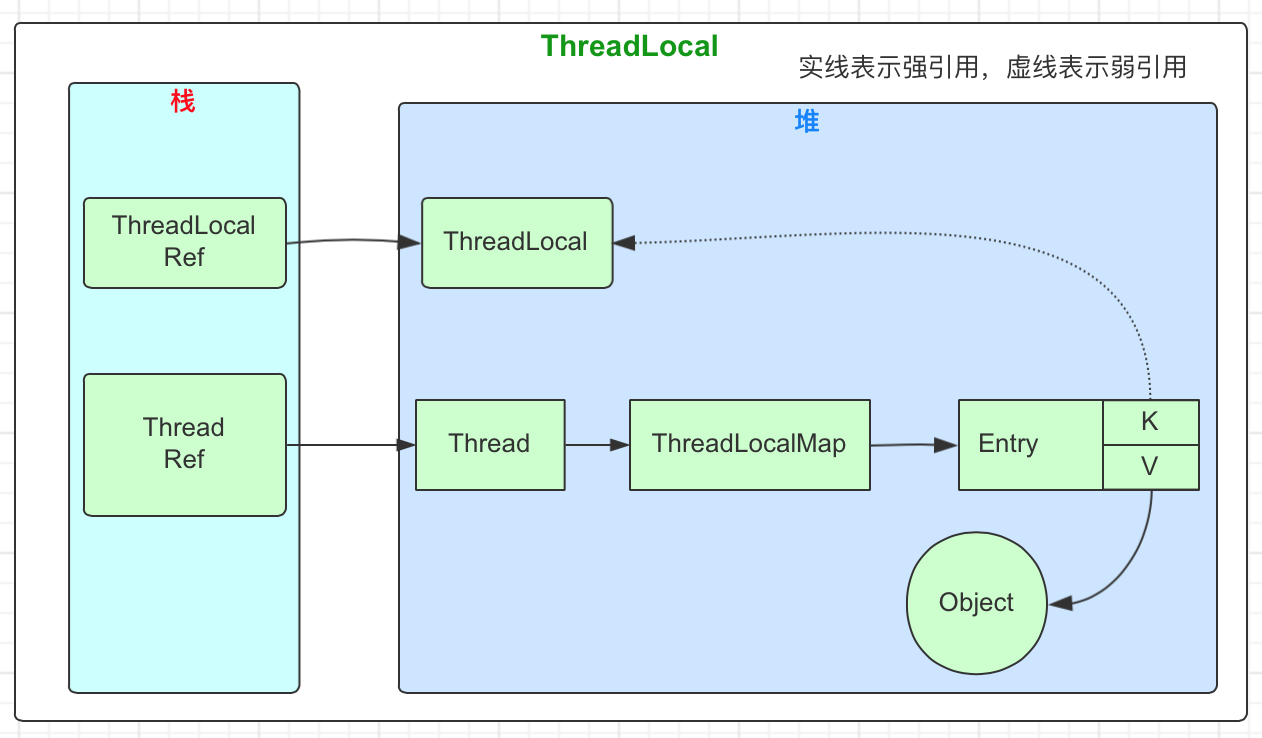 ThreadLocal
实线表示强引用，虚线表示弱引用
栈
堆
ThreadLocal
Ref
ThreadLocal
Thread
Ref
Thread
ThreadLocalMap
Entry
K
V
Object